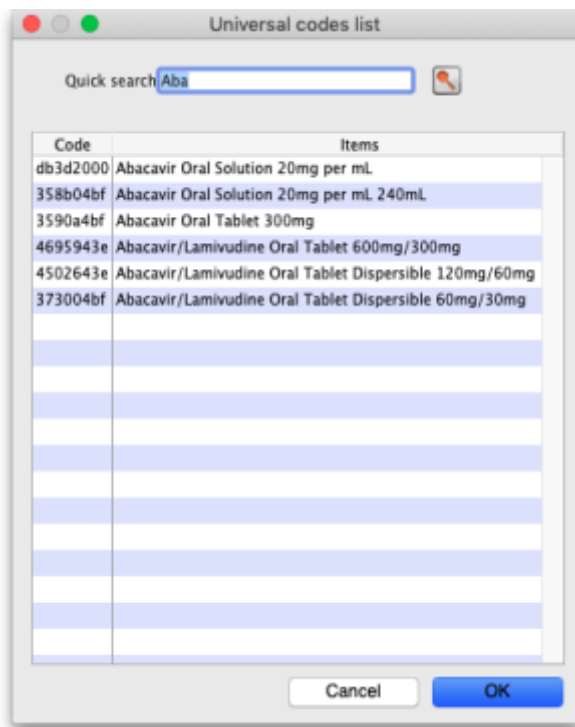 Universal codes list
Quick search Aba
Code Items
db3d2000 Abacavir Oral Solution 20mg per mL
358b04bf Abacavir Oral Solution 20mg per mL 240mL
3590a4bf Abacavir Oral Tablet 300mg
4695943e Abacavir/Lamivudine Oral Tablet 600mg/300mg
4502643e Abacavir/Lamivudine Oral Tablet Dispersible 120mg/60mg
373004bf Abacavir/Lamivudine Oral Tablet Dispersible 60mg/30mg
Cancel OK